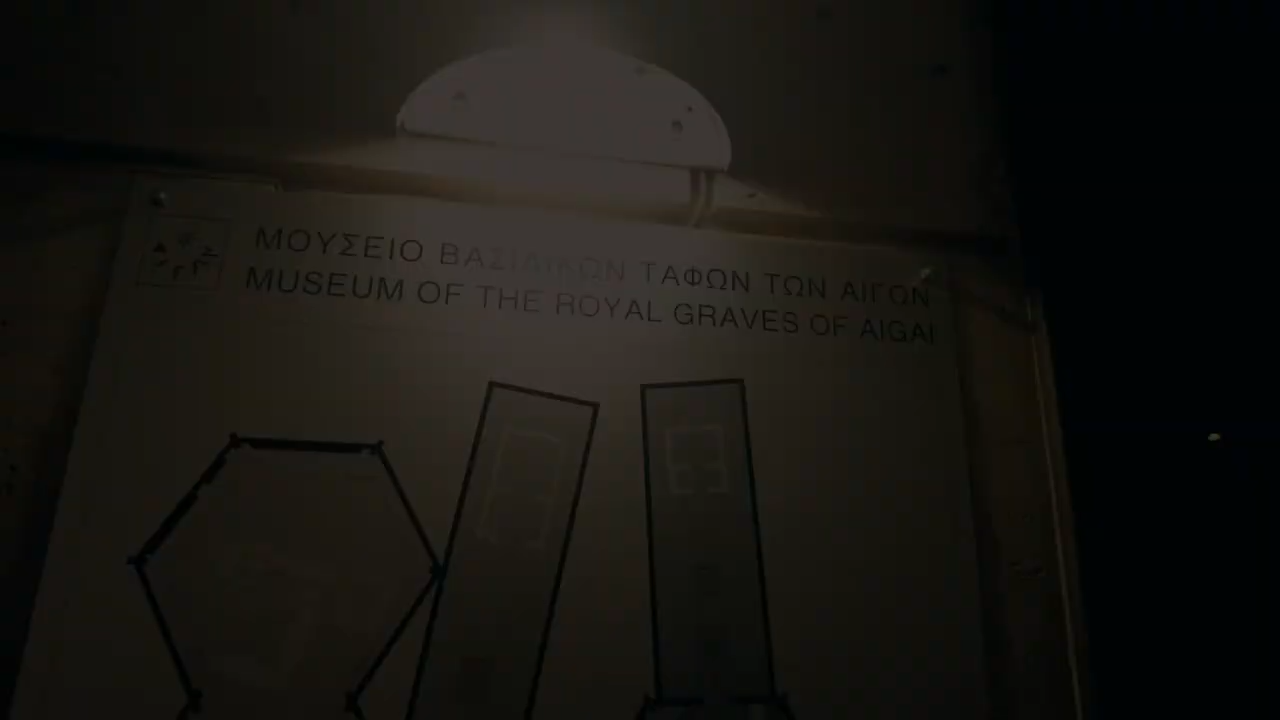 ΜΟΥΣΕΙΟ ΒΑΣΙΛΙΚΩΝ ΤΑΦΩΝ ΤΩΝ ΑΙΓΩΝ
MUSEUM OF THE ROYAL GRAVES OF AIGAI